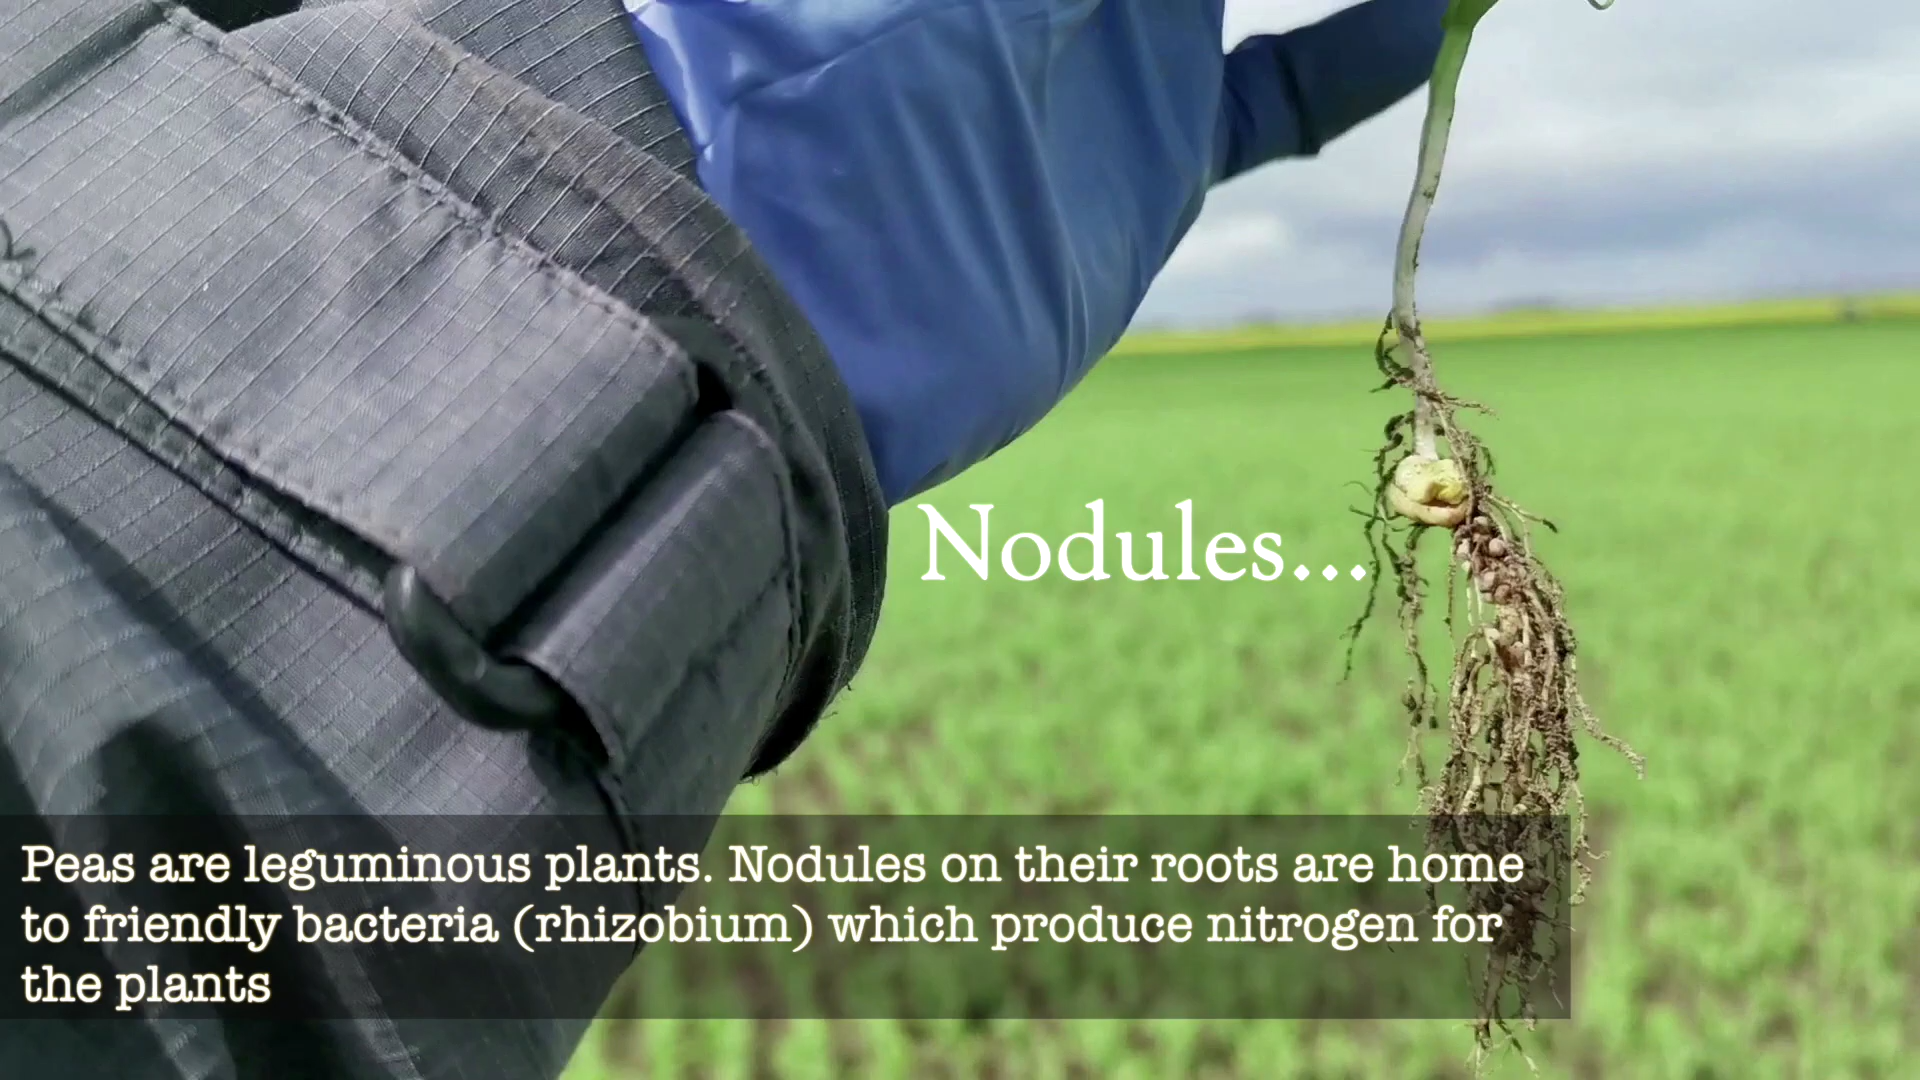 Nodules...
Peas are leguminous plants. Nodules on their roots are home
to friendly bacteria (rhizobium) which produce nitrogen for
the plants